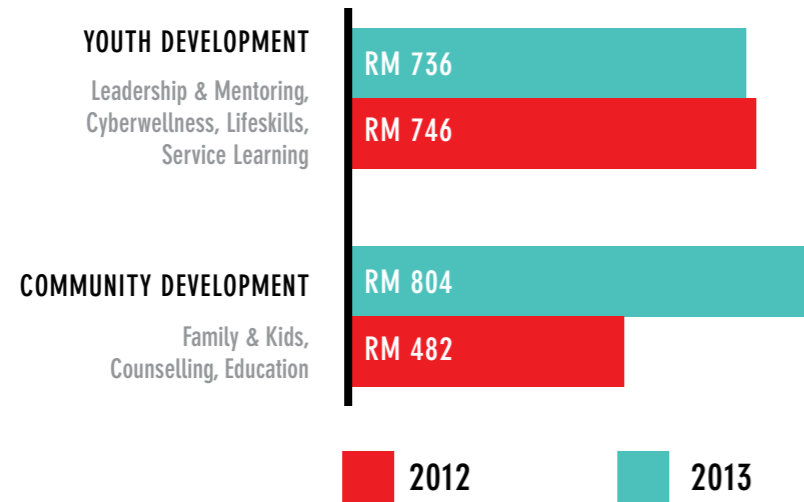 YOUTH DEVELOPMENT
Leadership & Mentoring,
Cyberwellness, Lifeskills,
Service Learning
RM 736
RM 746
COMMUNITY DEVELOPMENT
Family & Kids,
Counselling, Education
RM 804
RM 482
2012
2013